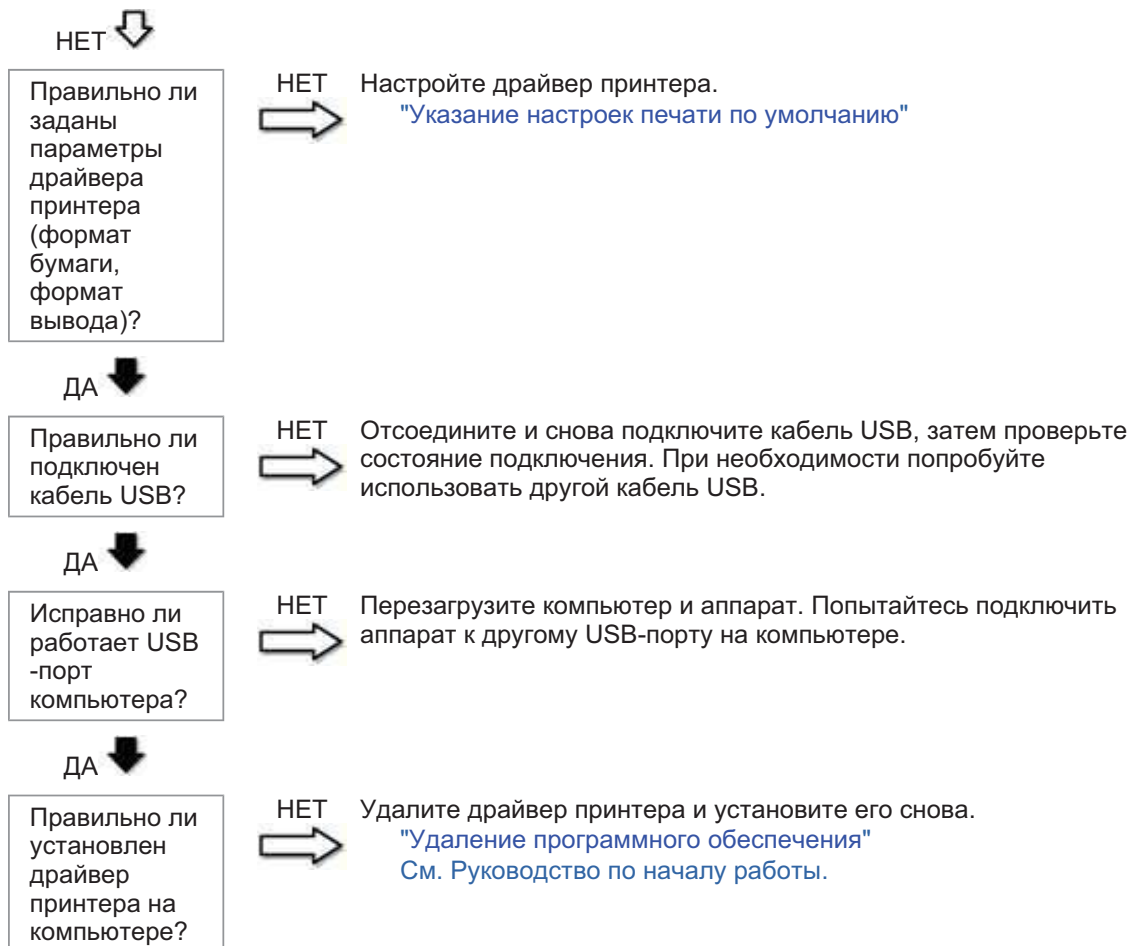 НЕТ
Правильно ли
заданы
параметры
драйвера
принтера
(формат
бумаги,
формат
вывода)?
НЕТ
Настройте драйвер принтера.
"Указание настроек печати по умолчанию"
ДА
Правильно ли
подключен
кабель USB?
НЕТ
Отсоедините и снова подключите кабель USB, затем проверьте
состояние подключения. При необходимости попробуйте
использовать другой кабель USB.
ДА
Исправно ли
работает USB
-порт
компьютера?
НЕТ
Перезагрузите компьютер и аппарат. Попытайтесь подключить
аппарат к другому USB-порту на компьютере.
ДА
Правильно ли
установлен
драйвер
принтера на
компьютере?
НЕТ
Удалите драйвер принтера и установите его снова.
"Удаление программного обеспечения"
См. Руководство по началу работы.